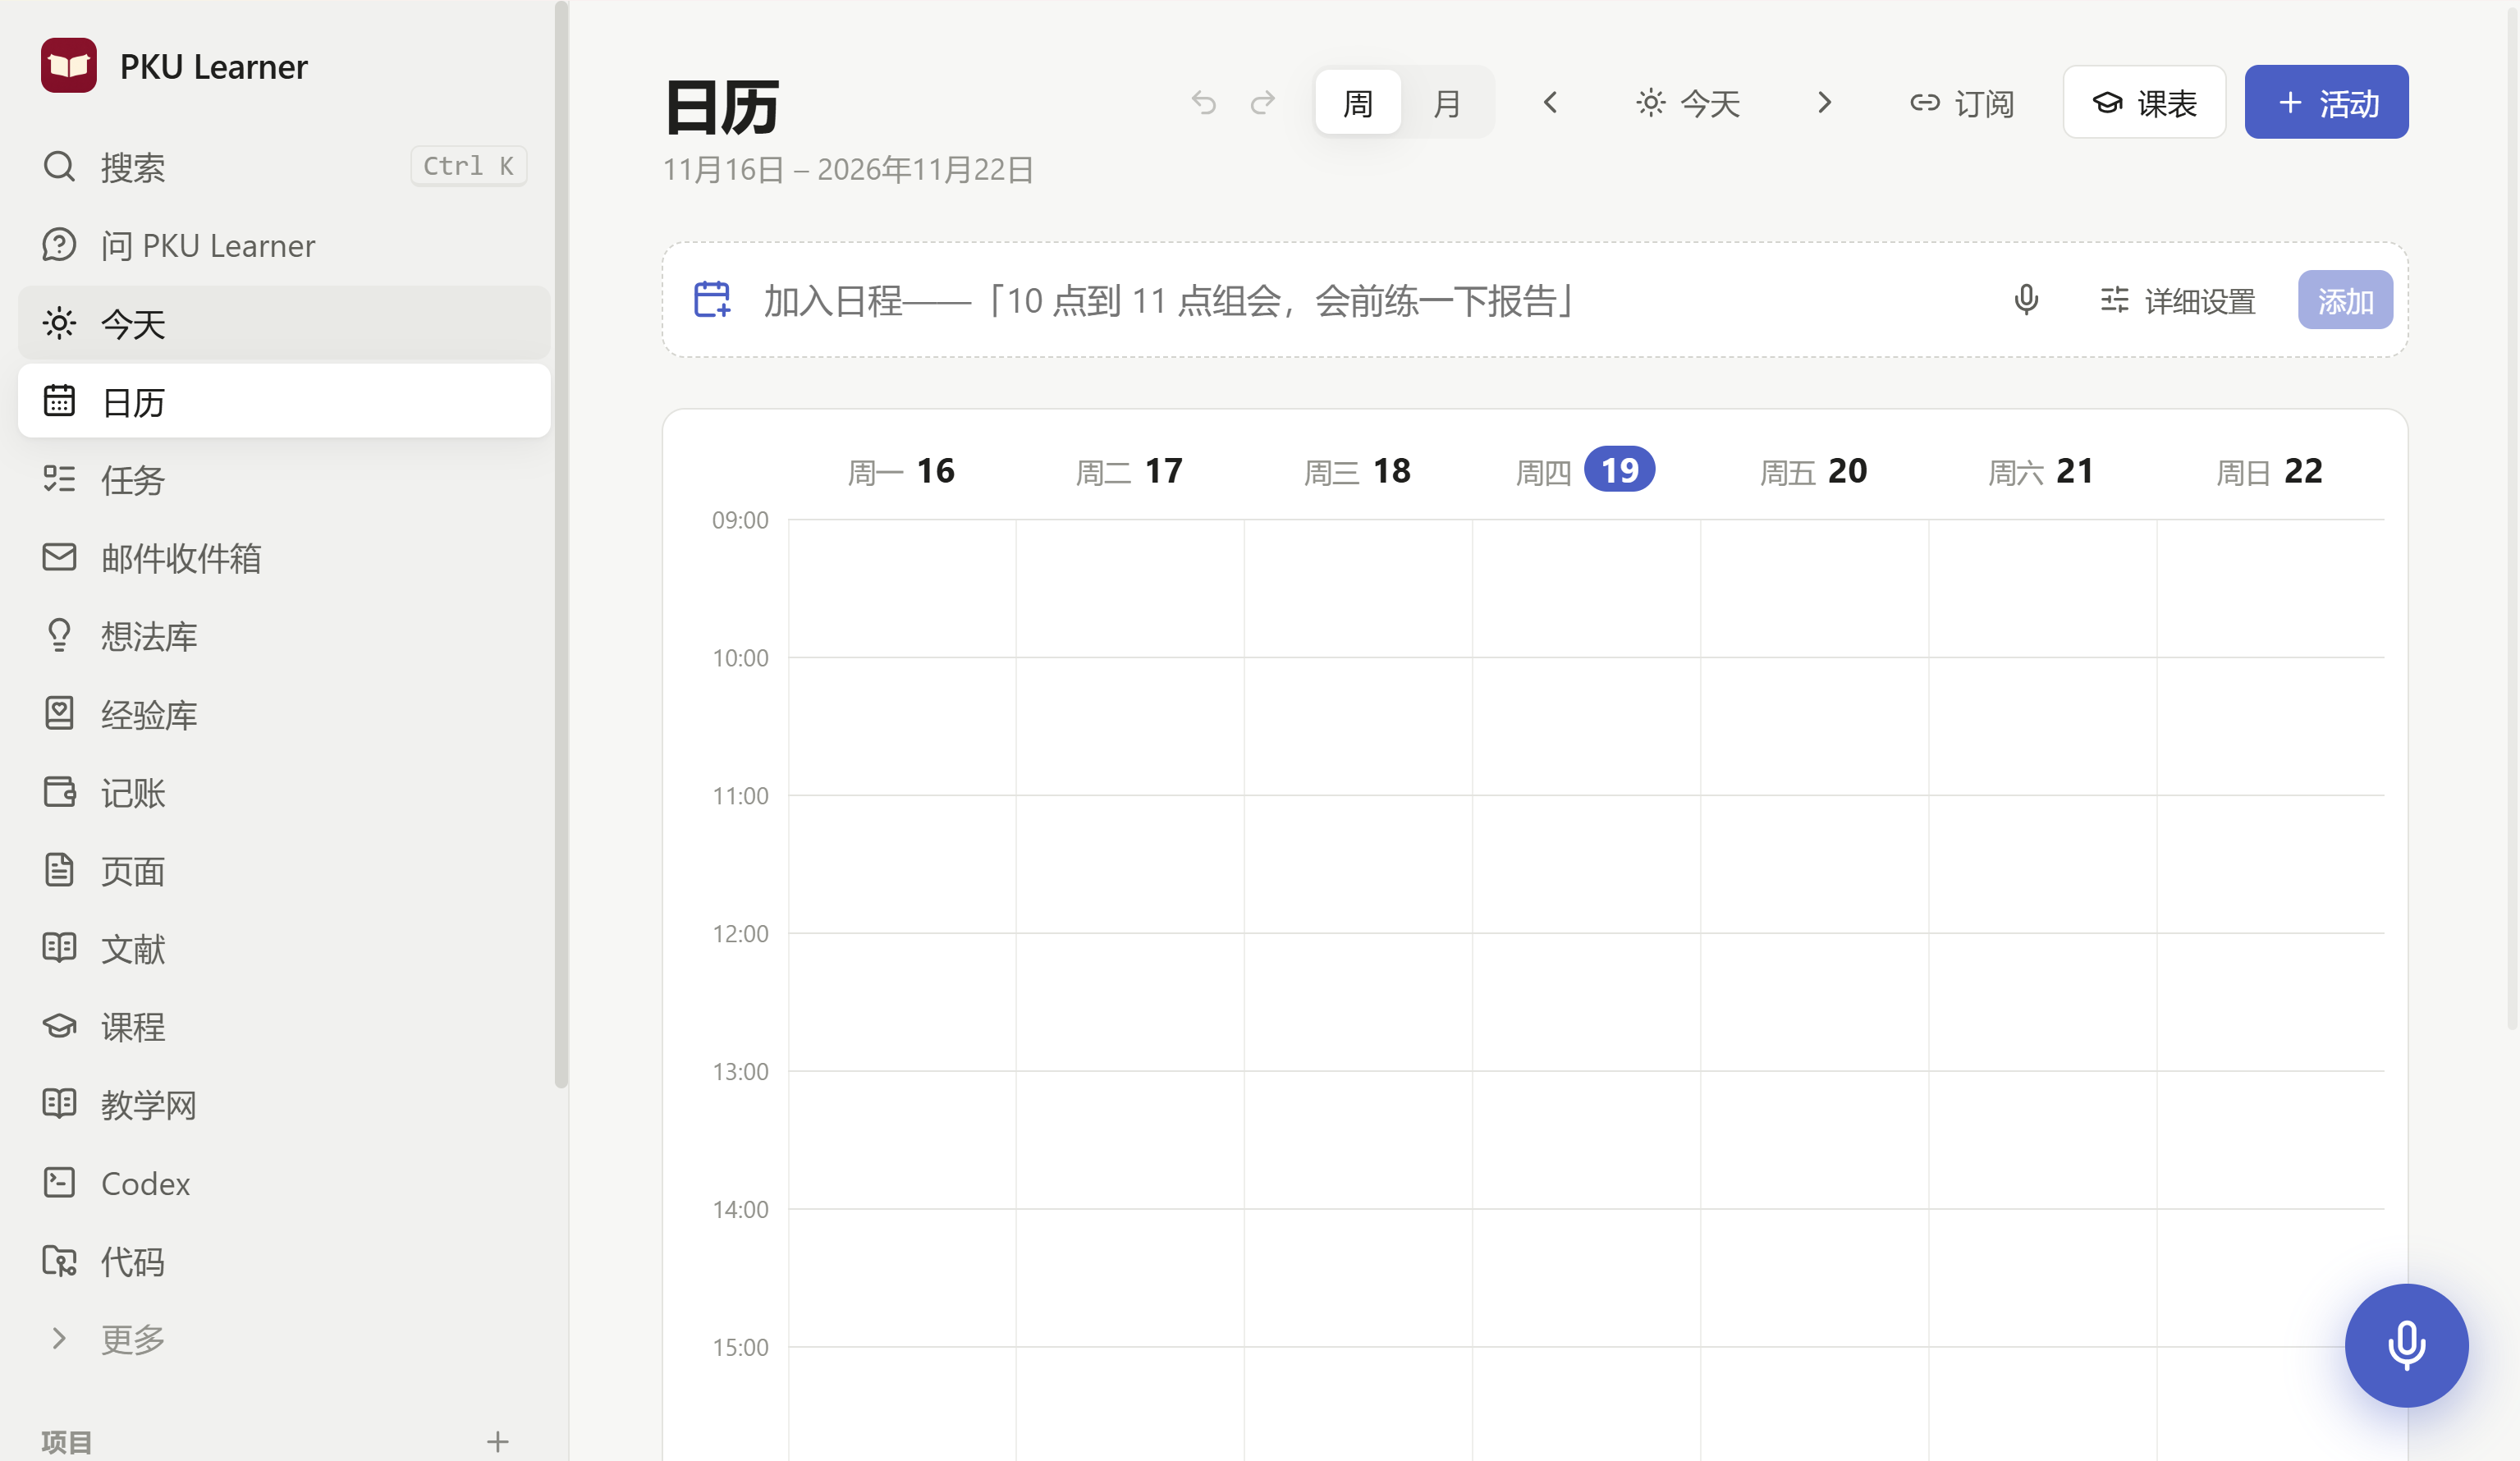 PKU Learner
搜索 Ctrl K
问 PKU Learner
今天
日历
任务
邮件收件箱
想法库
经验库
记账
页面
文献
课程
教学网
Codex
代码
更多
项目
日历
11月16日 – 2026年11月22日
周 月 今天 订阅 课表 活动
加入日程——「10 点到 11 点组会，会前练一下报告」 详细设置 添加
周一 16 周二 17 周三 18 周四 19 周五 20 周六 21 周日 22
09:00
10:00
11:00
12:00
13:00
14:00
15:00